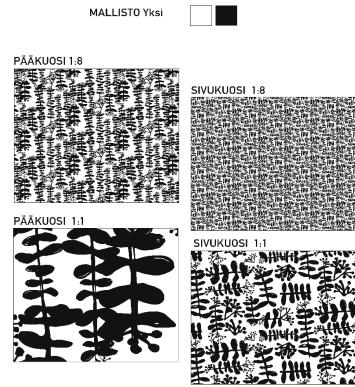 MALLISTO Yksi
PÄÄKUOSI 1:8
SIVUKUOSI 1:8
PÄÄKUOSI 1:1
SIVUKUOSI 1:1